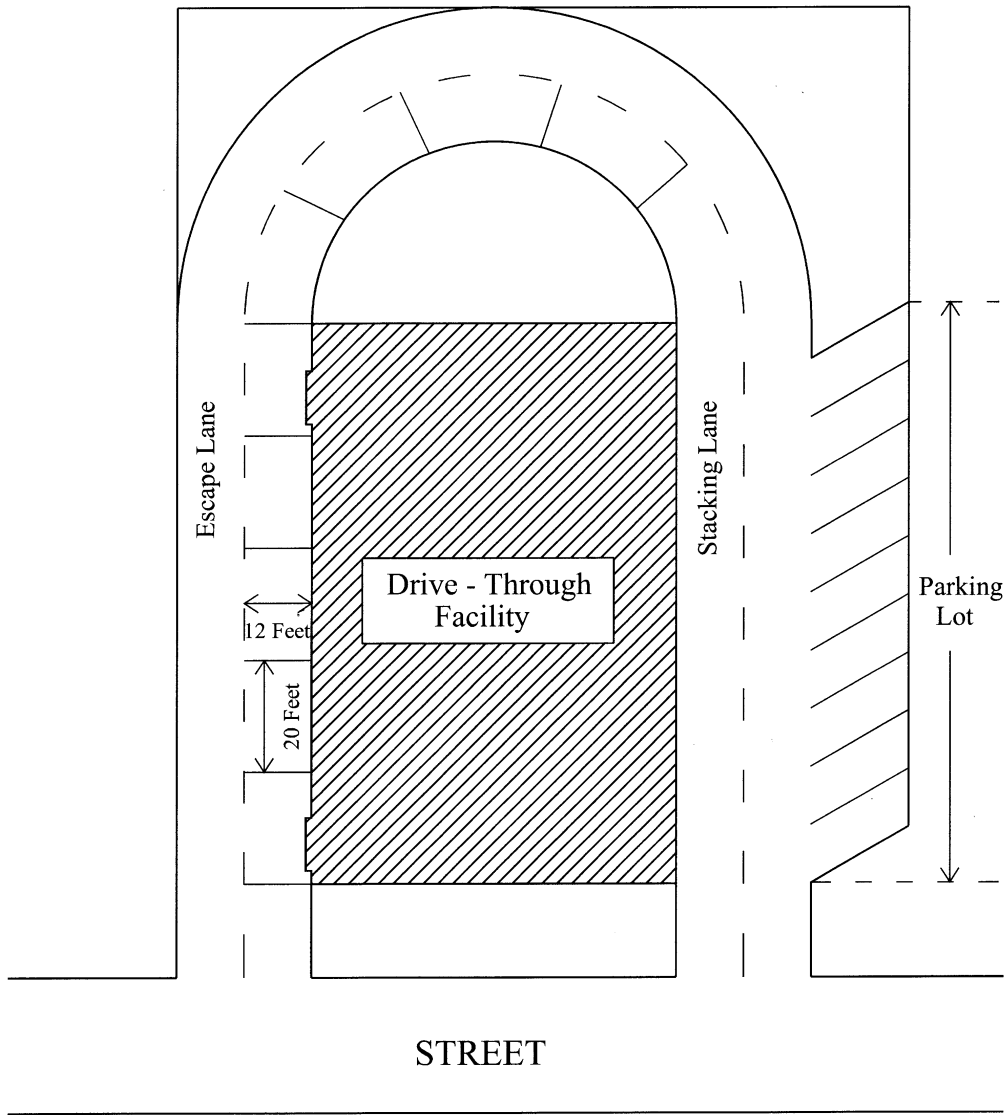 Escape Lane
Stacking Lane
Drive - Through
Facility
Parking
Lot
12 Feet
20 Feet
STREET